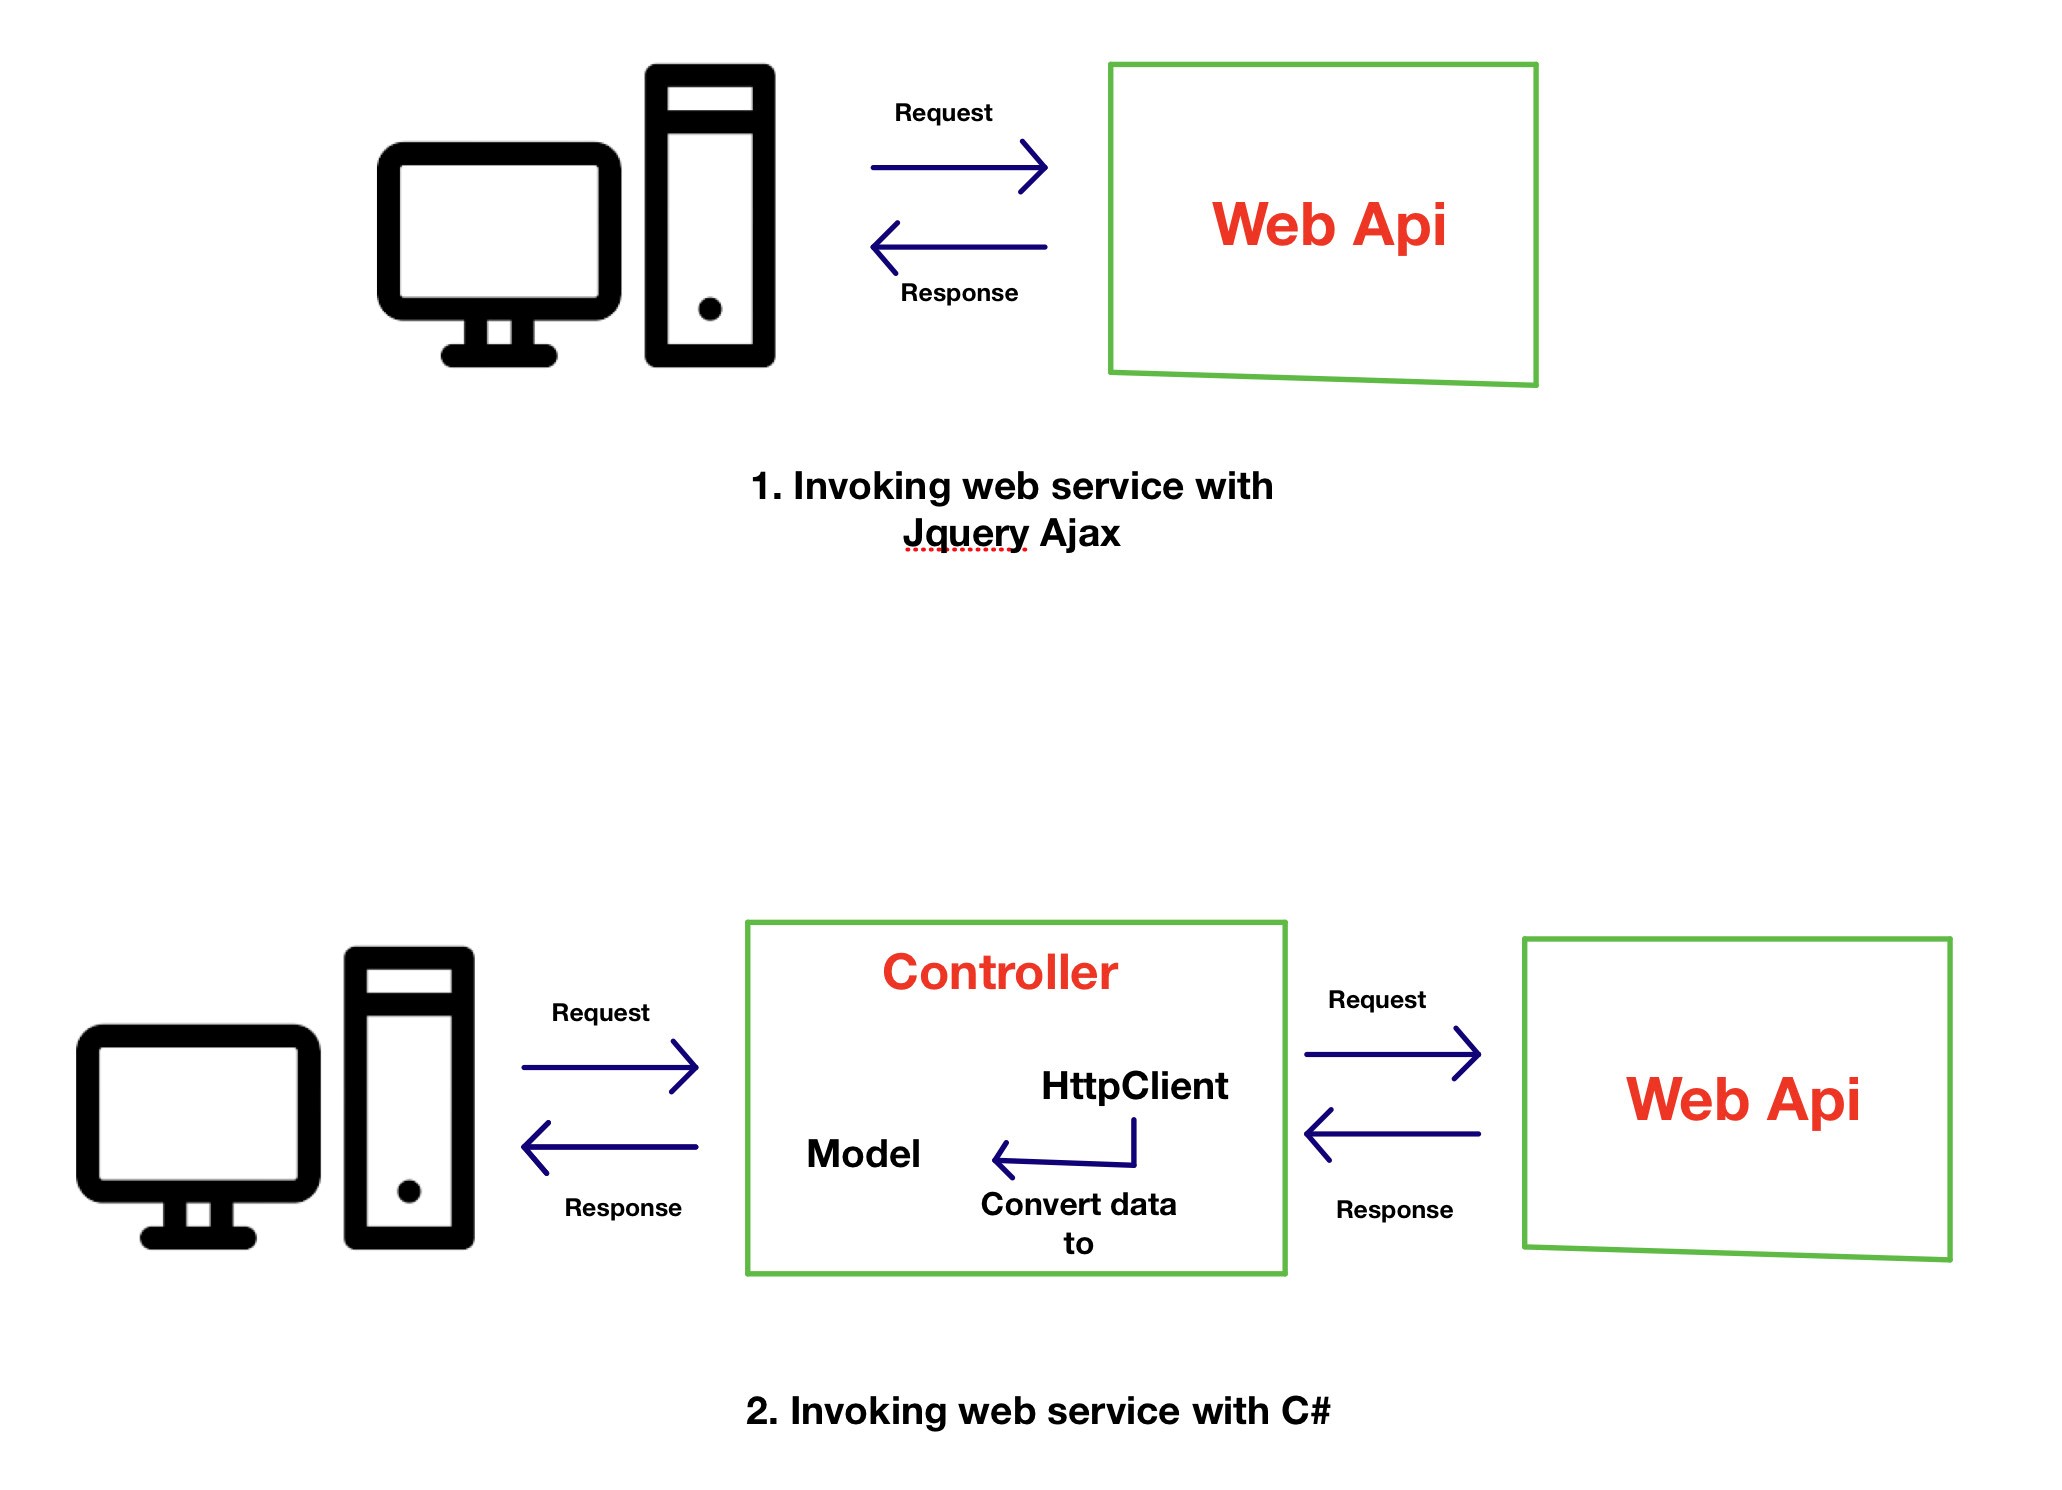 Request
Web Api
Response
1. Invoking web service with
Jquery Ajax
Controller
Request
Request
HttpClient
Web Api
Model
Convert data
to
Response
Response
2. Invoking web service with C#